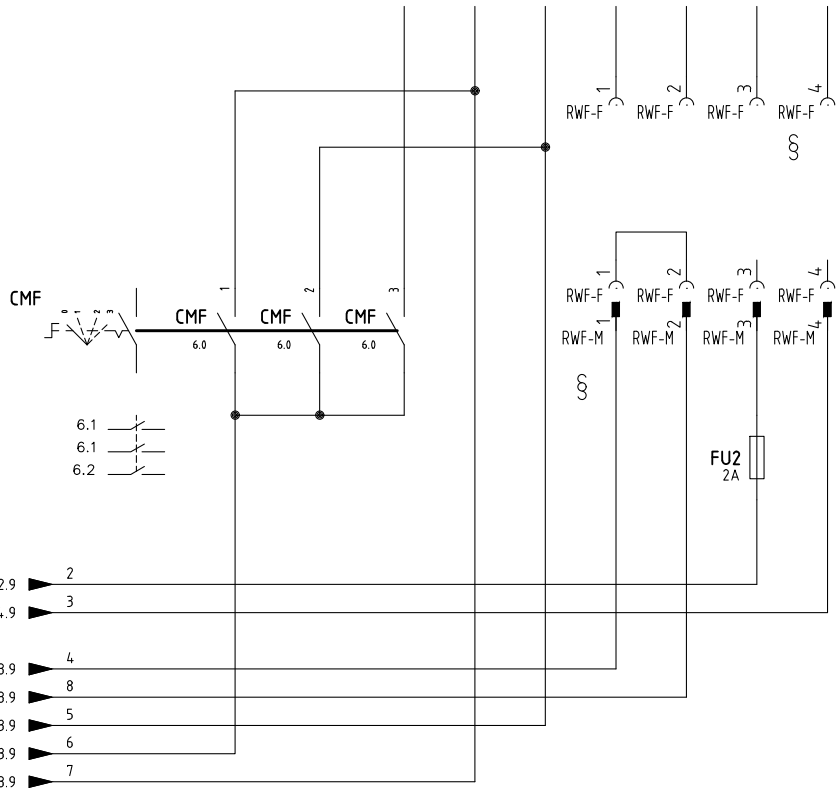 1 2 3 4
RWF-F RWF-F RWF-F RWF-F
§
CMF
0 1 2 3
1 2 3
CMF CMF CMF
6.0 6.0 6.0
1 2 3 4
RWF-F RWF-F RWF-F RWF-F
1 2 3 4
RWF-M RWF-M RWF-M RWF-M
§
6.1
6.1
6.2
FU2
2A
2.9 2
.9 3
3.9 4
3.9 8
3.9 5
3.9 6
3.9 7